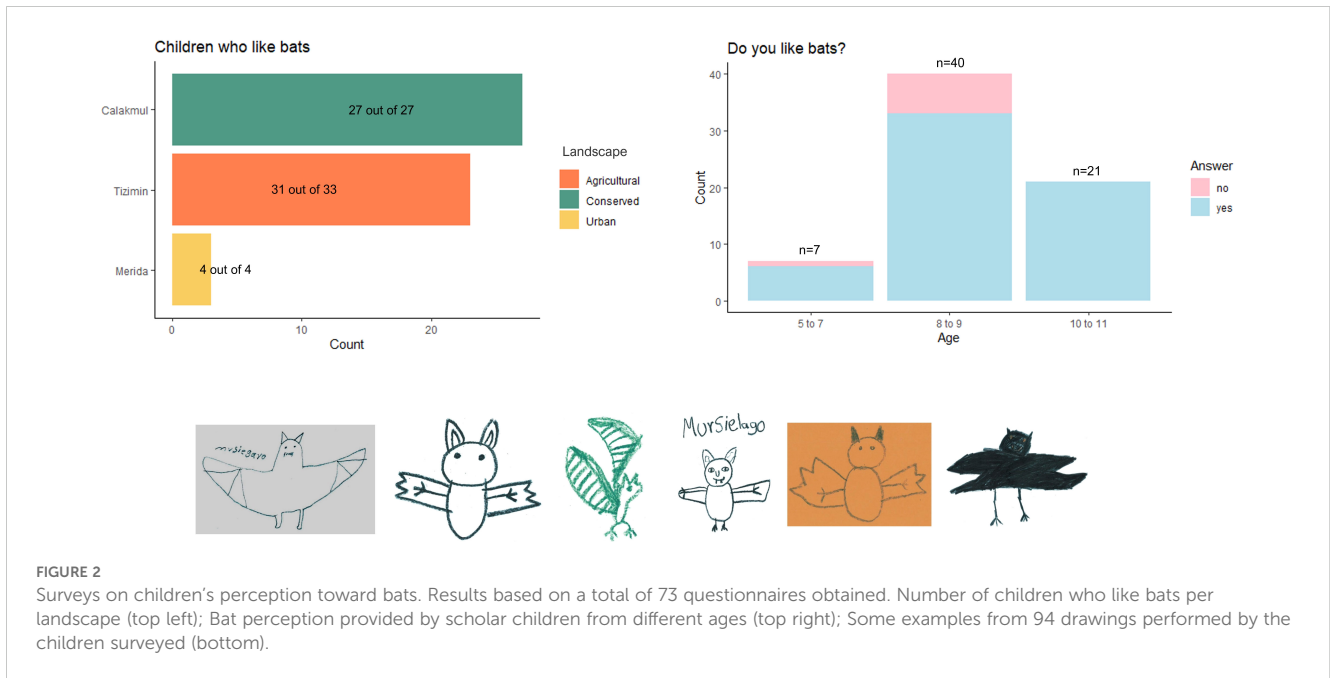 Children who like bats
Calakmul
27 out of 27
Tizimin
31 out of 33
Merida
4 out of 4
0
10
20
Count
Landscape
Agricultural
Conserved
Urban
Do you like bats?
n=40
40
30
20
10
0
Count
n=7
n=21
5 to 7
8 to 9
10 to 11
Age
Answer
no
yes
musiegavo
Mursielago
FIGURE 2
Surveys on children's perception toward bats. Results based on a total of 73 questionnaires obtained. Number of children who like bats per
landscape (top left); Bat perception provided by scholar children from different ages (top right); Some examples from 94 drawings performed by the
children surveyed (bottom).